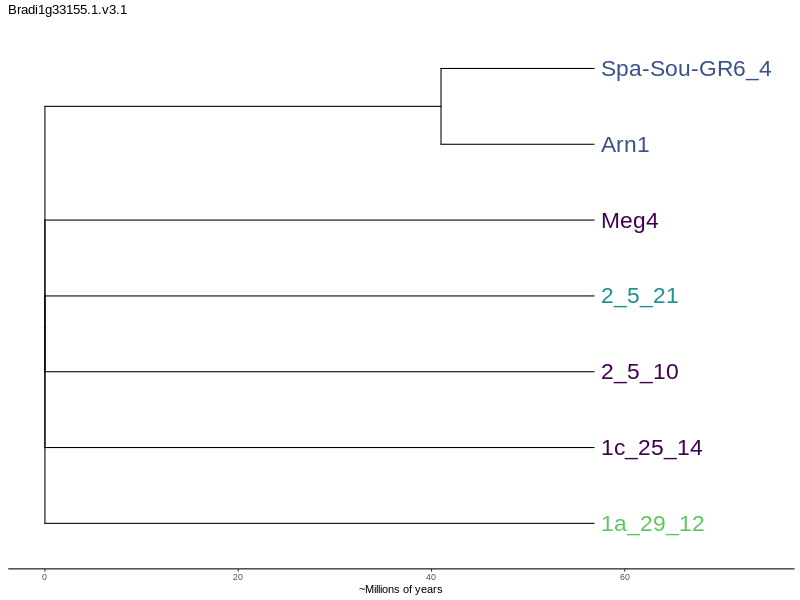 Bradi1g33155.1.v3.1
Spa-Sou-GR6_4
Arn1
Meg4
2_5_21
2_5_10
1c_25_14
1a_29_12
0 20 40 60
~Millions of years